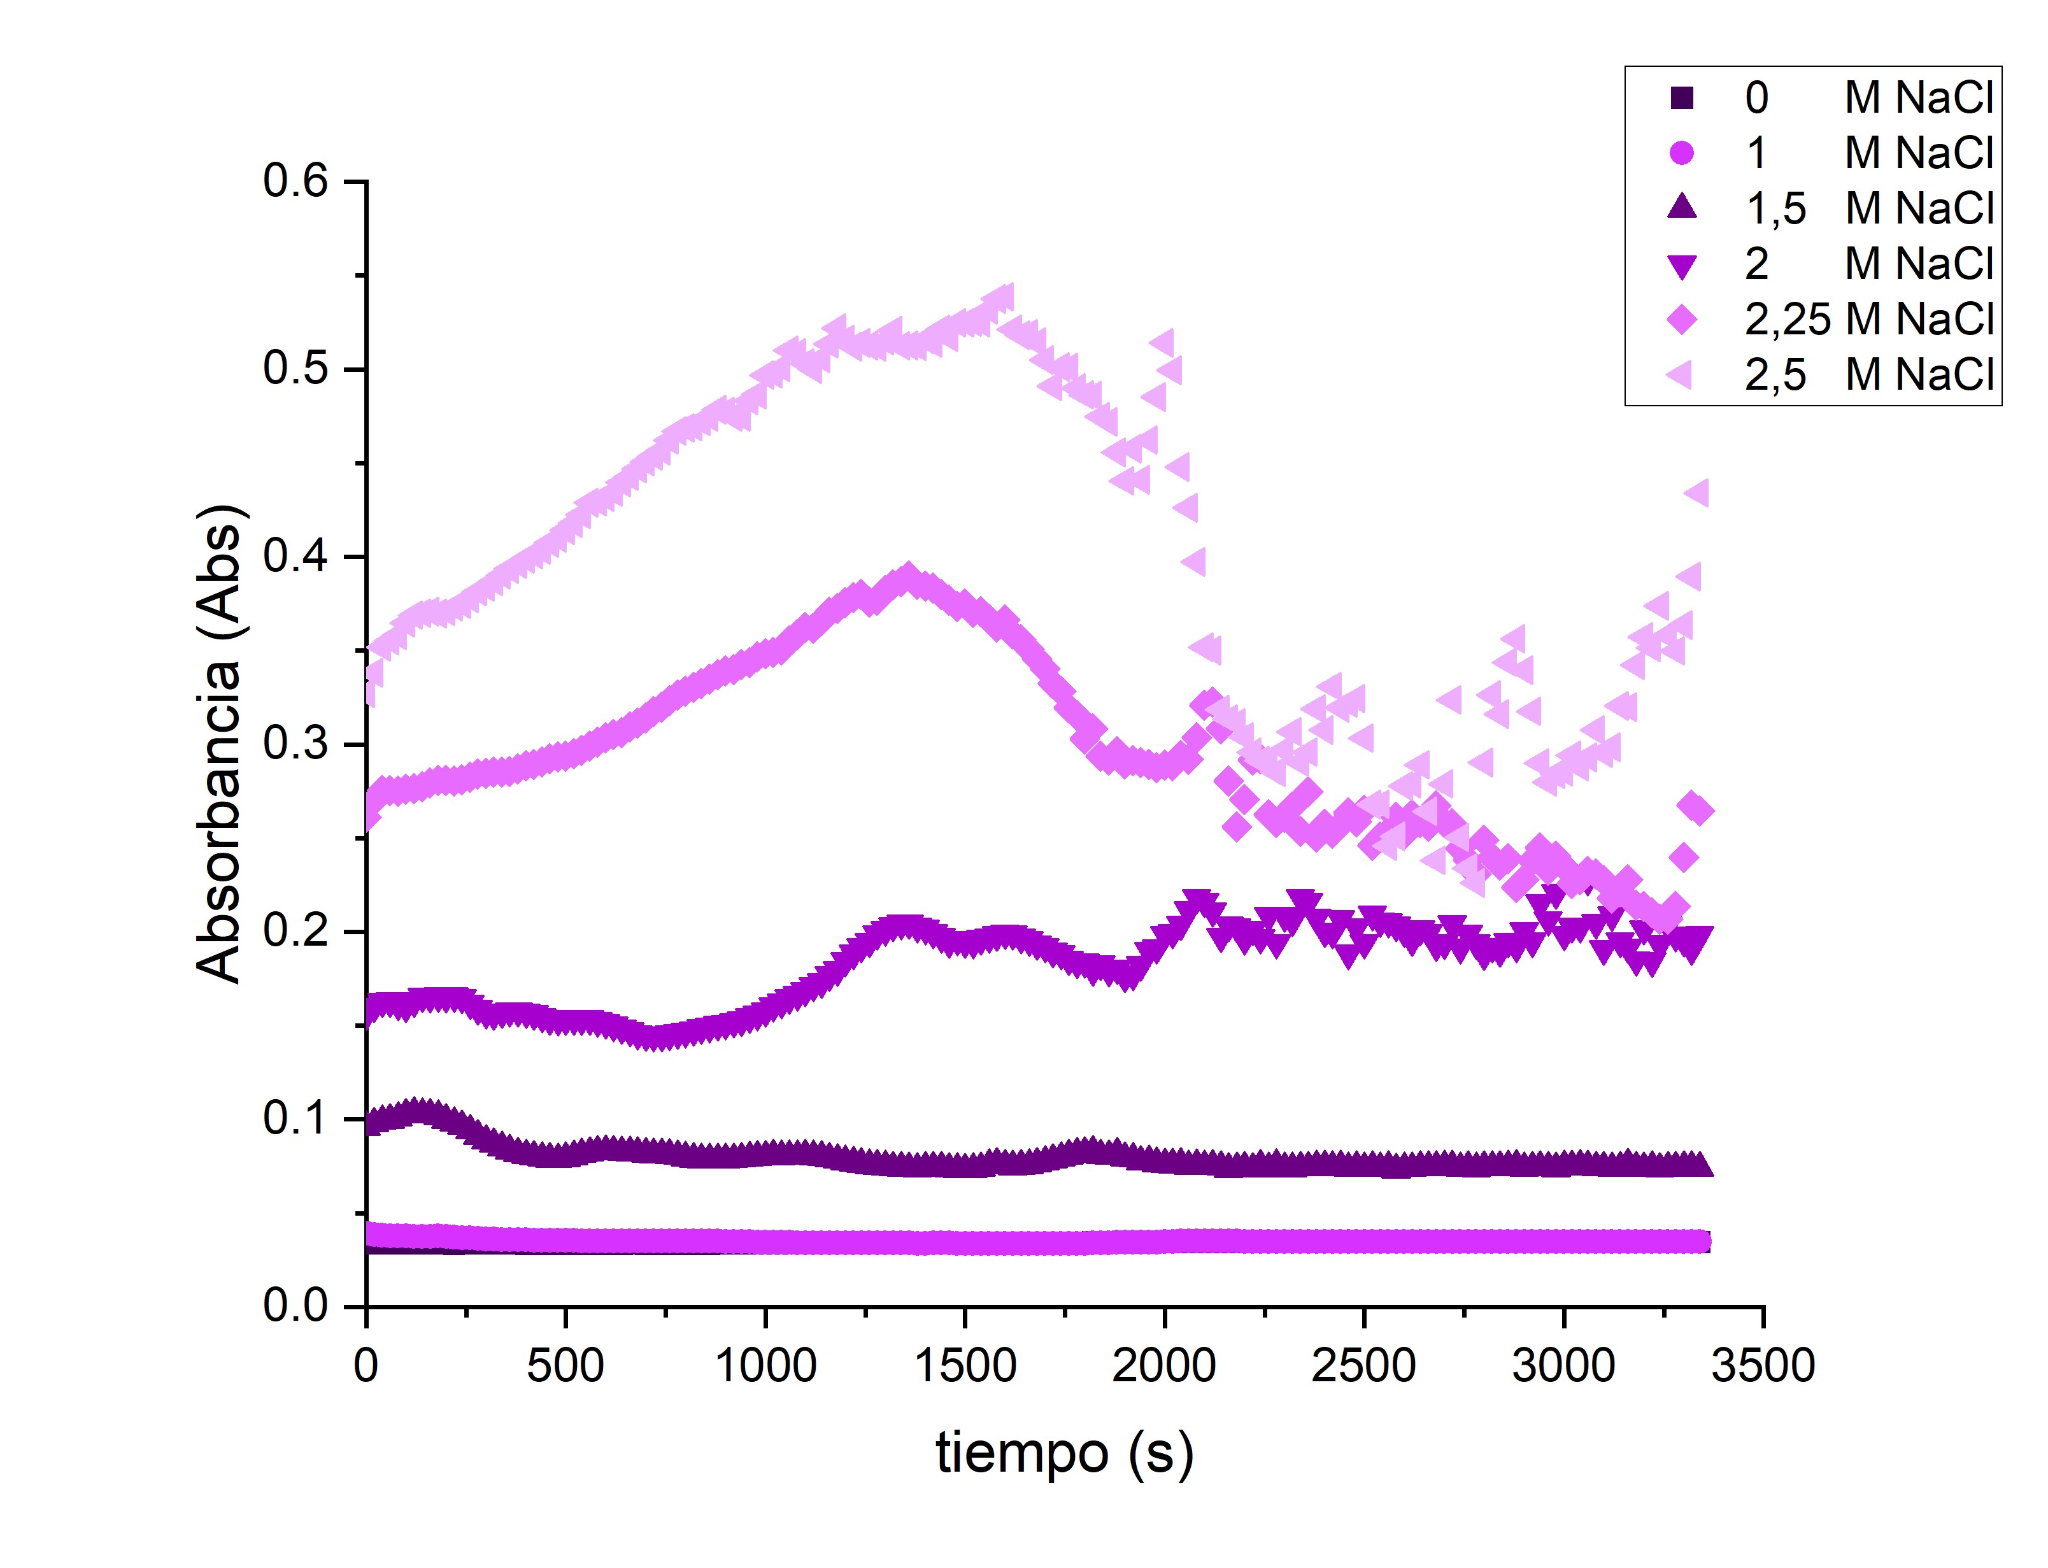 0 M NaCl
1 M NaCl
1,5 M NaCl
2 M NaCl
2,25 M NaCl
2,5 M NaCl
0.6
0.5
0.4
0.3
0.2
0.1
0.0
Absorbancia (Abs)
0 500 1000 1500 2000 2500 3000 3500
tiempo (s)